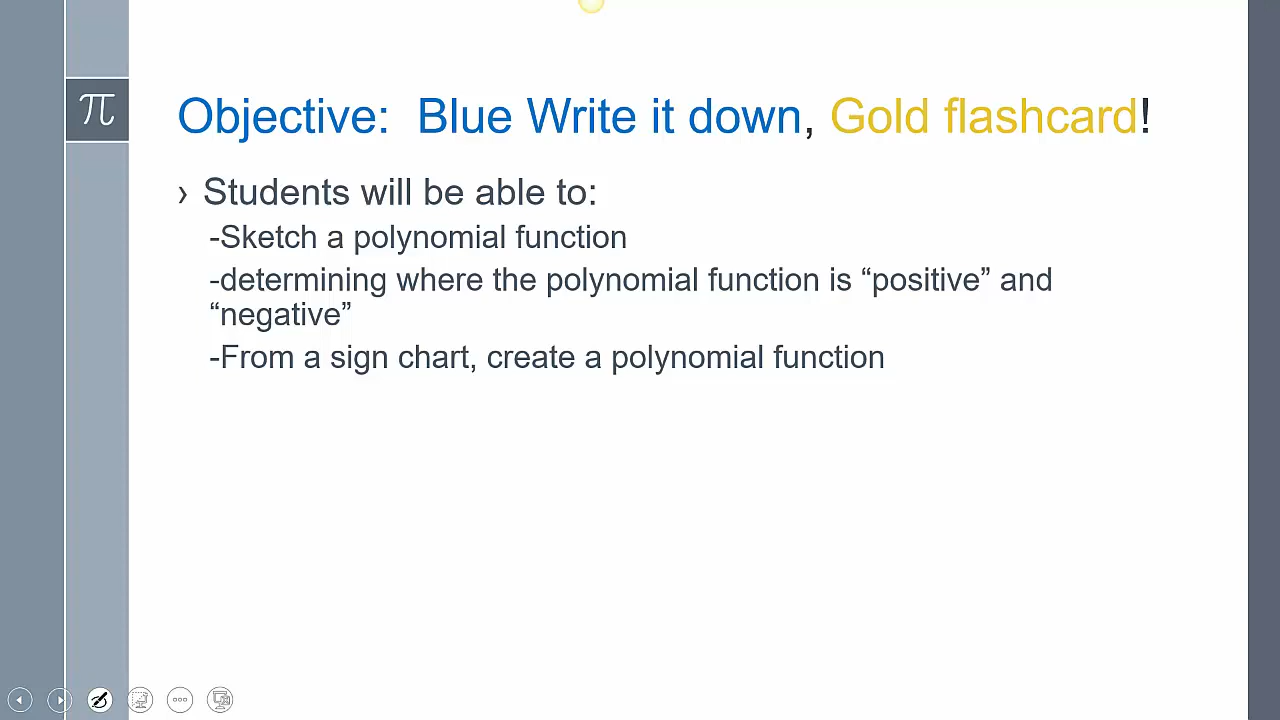 π
Objective:  Blue Write it down, Gold flashcard!
› Students will be able to:
-Sketch a polynomial function
-determining where the polynomial function is “positive” and
“negative”
-From a sign chart, create a polynomial function